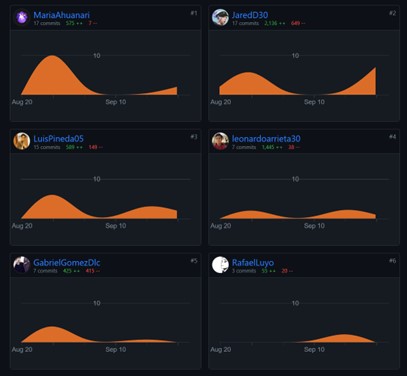 MariaAhuanari #1
17 commits 575 ++ 7 --
10
Aug 20 Sep 10
JaredD30 #2
17 commits 2,136 ++ 649 --
10
Aug 20 Sep 10
LuisPineda05 #3
15 commits 589 ++ 149 --
10
Aug 20 Sep 10
leonardoarrieta30 #4
7 commits 1,445 ++ 26 --
10
Aug 20 Sep 10
GabrielGomezDlc #5
7 commits 425 ++ 415 --
10
Aug 20 Sep 10
RafaelLuyo #6
3 commits 55 ++ 20 --
10
Aug 20 Sep 10